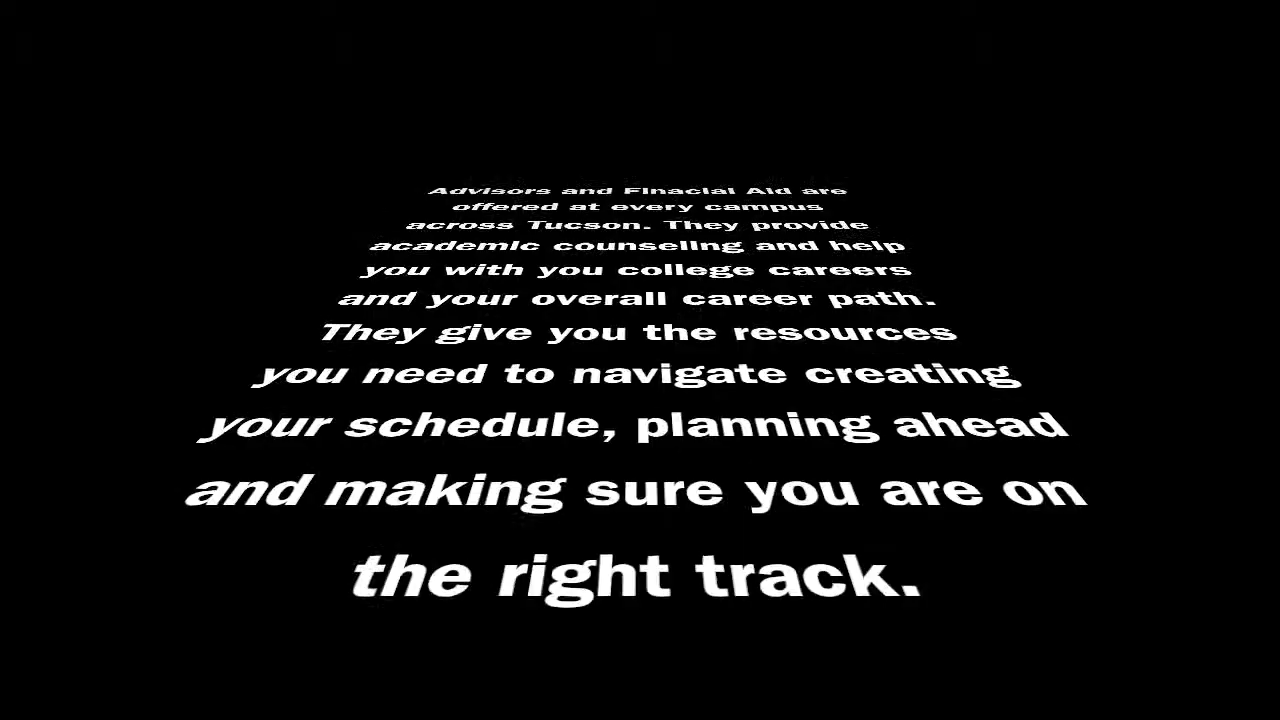 Advisors and Finacial Aid are
offered at every campus
across Tucson. They provide
academic counseling and help
you with you college careers
and your overall career path.
They give you the resources
you need to navigate creating
your schedule, planning ahead
and making sure you are on
the right track.